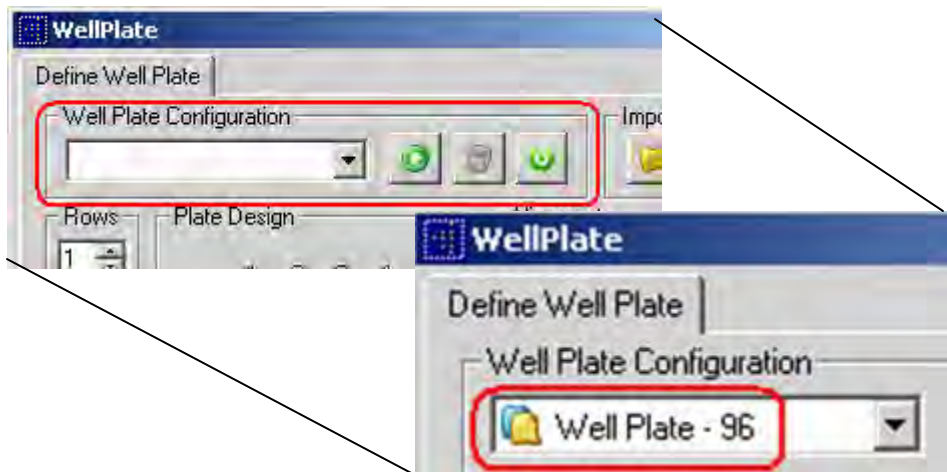 WellPlate
Define Well Plate
Well Plate Configuration
Rows
Plate Design
1
WellPlate
Define Well Plate
Well Plate Configuration
Well Plate - 96